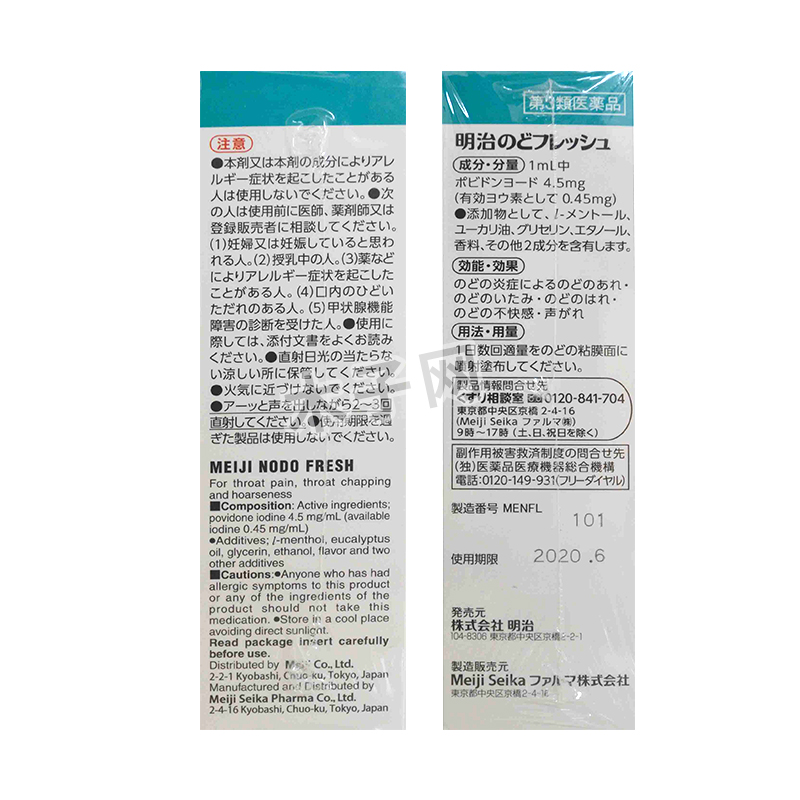 注意
●本剤又は本剤の成分によりアレ
ルギー症状を起こしたことがある
人は使用しないでください。●次
の人は使用前に医師、薬剤師又は
登録販売者に相談してください。
(1)妊婦又は妊娠していると思わ
れる人。(2)授乳中の人。(3)薬など
によりアレルギー症状を起こした
ことがある人。(4)口内のひどい
ただれのある人。(5)甲状腺機能
障害の診断を受けた人。●使用に
際しては、添付文書をよくお読み
ください。●直射日光の当たらな
い涼しい所に保管してください。
●火気に近づけないでください。
●アーッと声を出しながら2〜3回
直射してください。●使用期限を過
ぎた製品は使用しないでください。
MEIJI NODO FRESH
For throat pain, throat chapping
and hoarseness
■Composition: Active ingredients;
povidone iodine 4.5 mg/mL (available
iodine 0.45 mg/mL)
●Additives; l-menthol, eucalyptus
oil, glycerin, ethanol, flavor and two
other additives
■Cautions:●Anyone who has had
allergic symptoms to this product
or any of the ingredients of the
product should not take this
medication. ●Store in a cool place
avoiding direct sunlight.
Read package insert carefully
before use.
Distributed by Meiji Co., Ltd.
2-2-1 Kyobashi, Chuo-ku, Tokyo, Japan
Manufactured and Distributed by
Meiji Seika Pharma Co., Ltd.
2-4-16 Kyobashi, Chuo-ku, Tokyo, Japan
第3類医薬品
明治のどフレッシュ
成分・分量 1mL中
ポビドンヨード 4.5mg
(有効ヨウ素として 0.45mg)
●添加物として、l-メントール、
ユーカリ油、グリセリン、エタノール、
香料、その他2成分を含有します。
効能・効果
のどの炎症によるのどのあれ・
のどのいたみ・のどのはれ・
のどの不快感・声がれ
用法・用量
1日数回適量をのどの粘膜面に
噴射塗布してください。
製品情報問合せ先
くすり相談室 0120-841-704
東京都中央区京橋 2-4-16
(Meiji Seika ファルマ㈱)
9時〜17時 (土、日、祝日を除く)
副作用被害救済制度の問合せ先
(独)医薬品医療機器総合機構
電話:0120-149-931(フリーダイヤル)
製造番号 MENFL
101
使用期限 2020.6
発売元
株式会社 明治
104-8306 東京都中央区京橋2-2-1
製造販売元
Meiji Seika ファルマ株式会社
東京都中央区京橋2-4-16